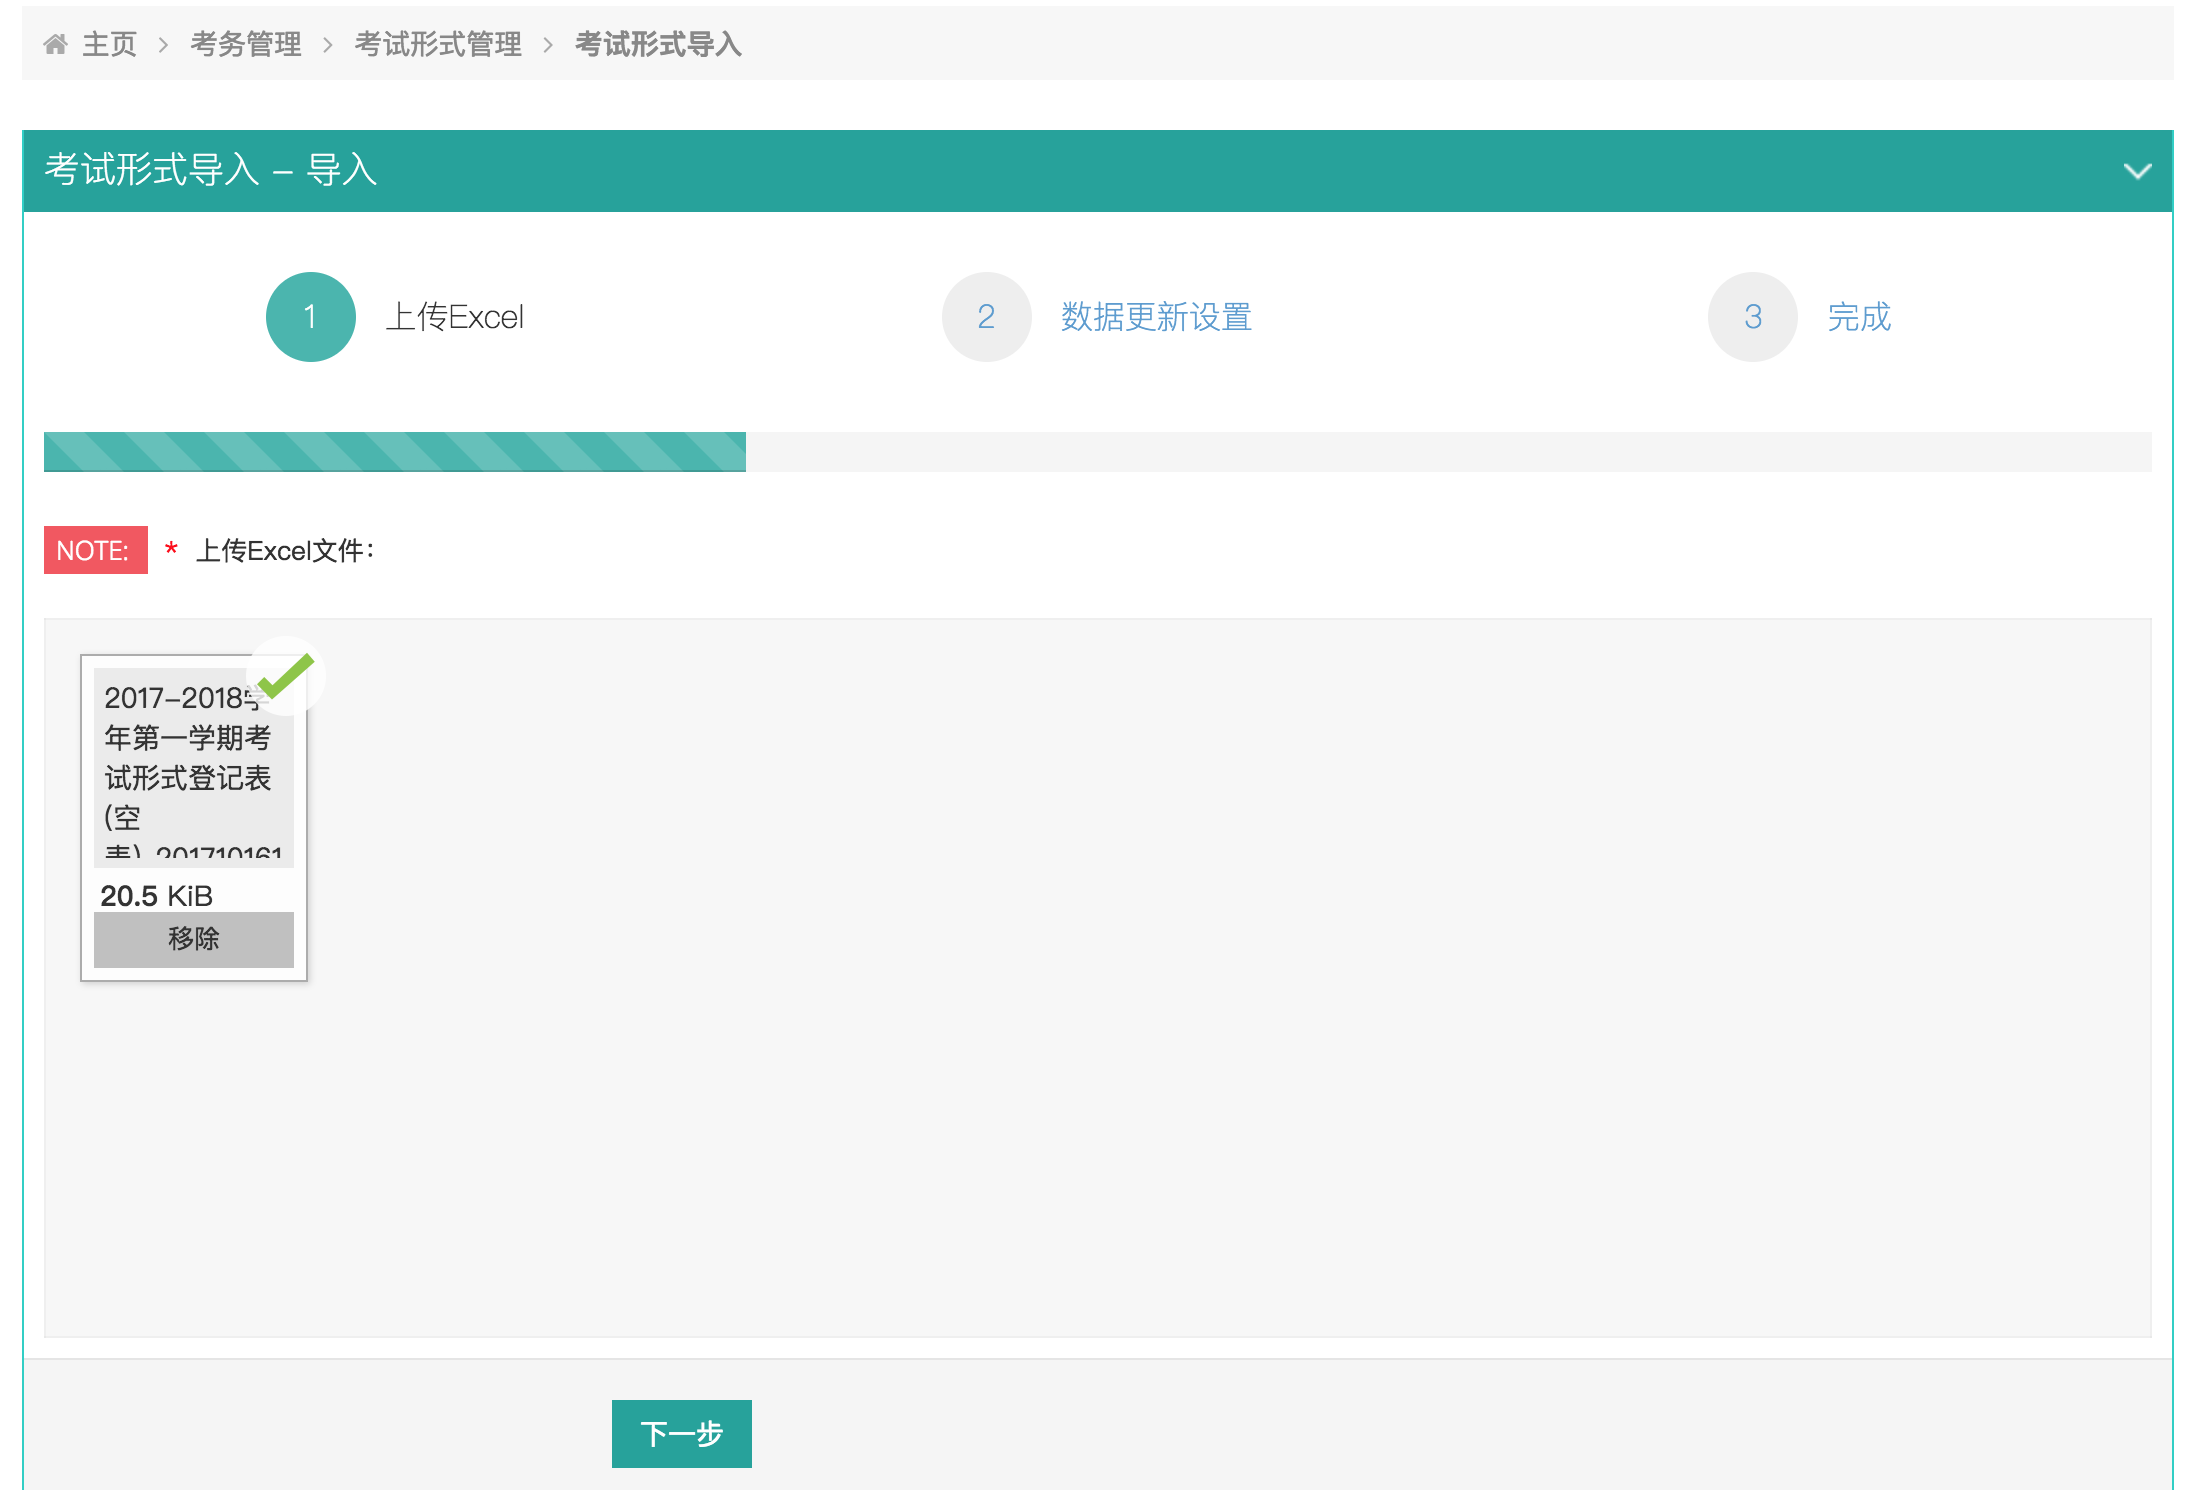 主页 > 考务管理 > 考试形式管理 > 考试形式导入
考试形式导入 – 导入
1 上传Excel
2 数据更新设置
3 完成
NOTE: * 上传Excel文件：
2017–2018学
年第一学期考
试形式登记表
(空
表)_201710161
20.5 KiB
移除
下一步